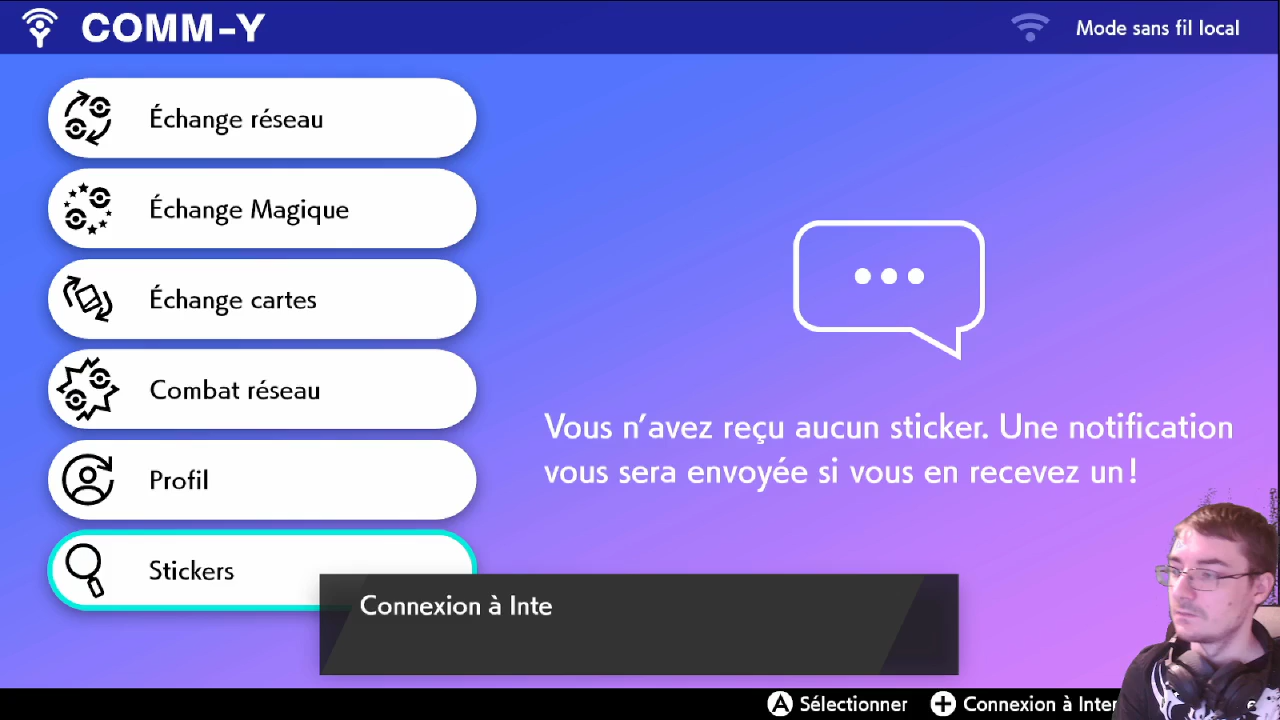 COMM-Y
Mode sans fil local
Échange réseau
Échange Magique
Échange cartes
Combat réseau
Profil
Stickers
Vous n'avez reçu aucun sticker. Une notification
vous sera envoyée si vous en recevez un !
Connexion à Inte
A Sélectionner + Connexion à Inter